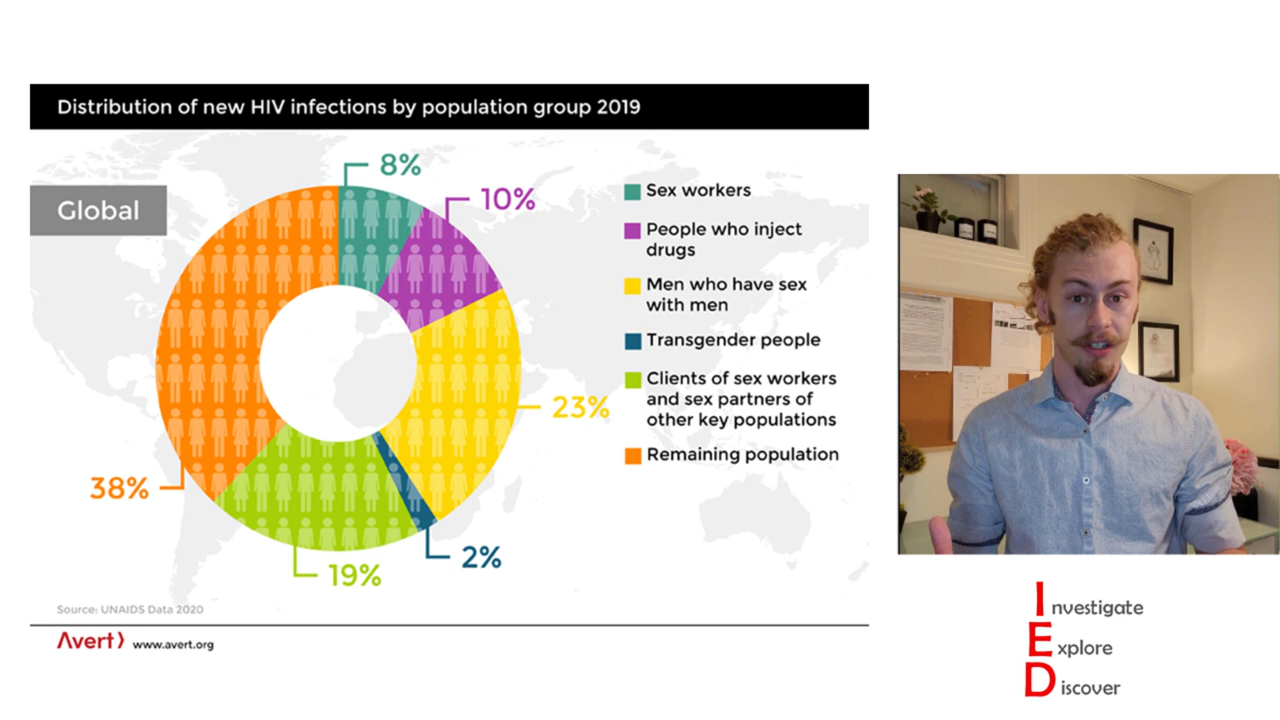 Distribution of new HIV infections by population group 2019
Global
8%
10%
23%
2%
19%
38%
Sex workers
People who inject
drugs
Men who have sex
with men
Transgender people
Clients of sex workers
and sex partners of
other key populations
Remaining population
Source: UNAIDS Data 2020
Avert) www.avert.org
Investigate
Explore
Discover